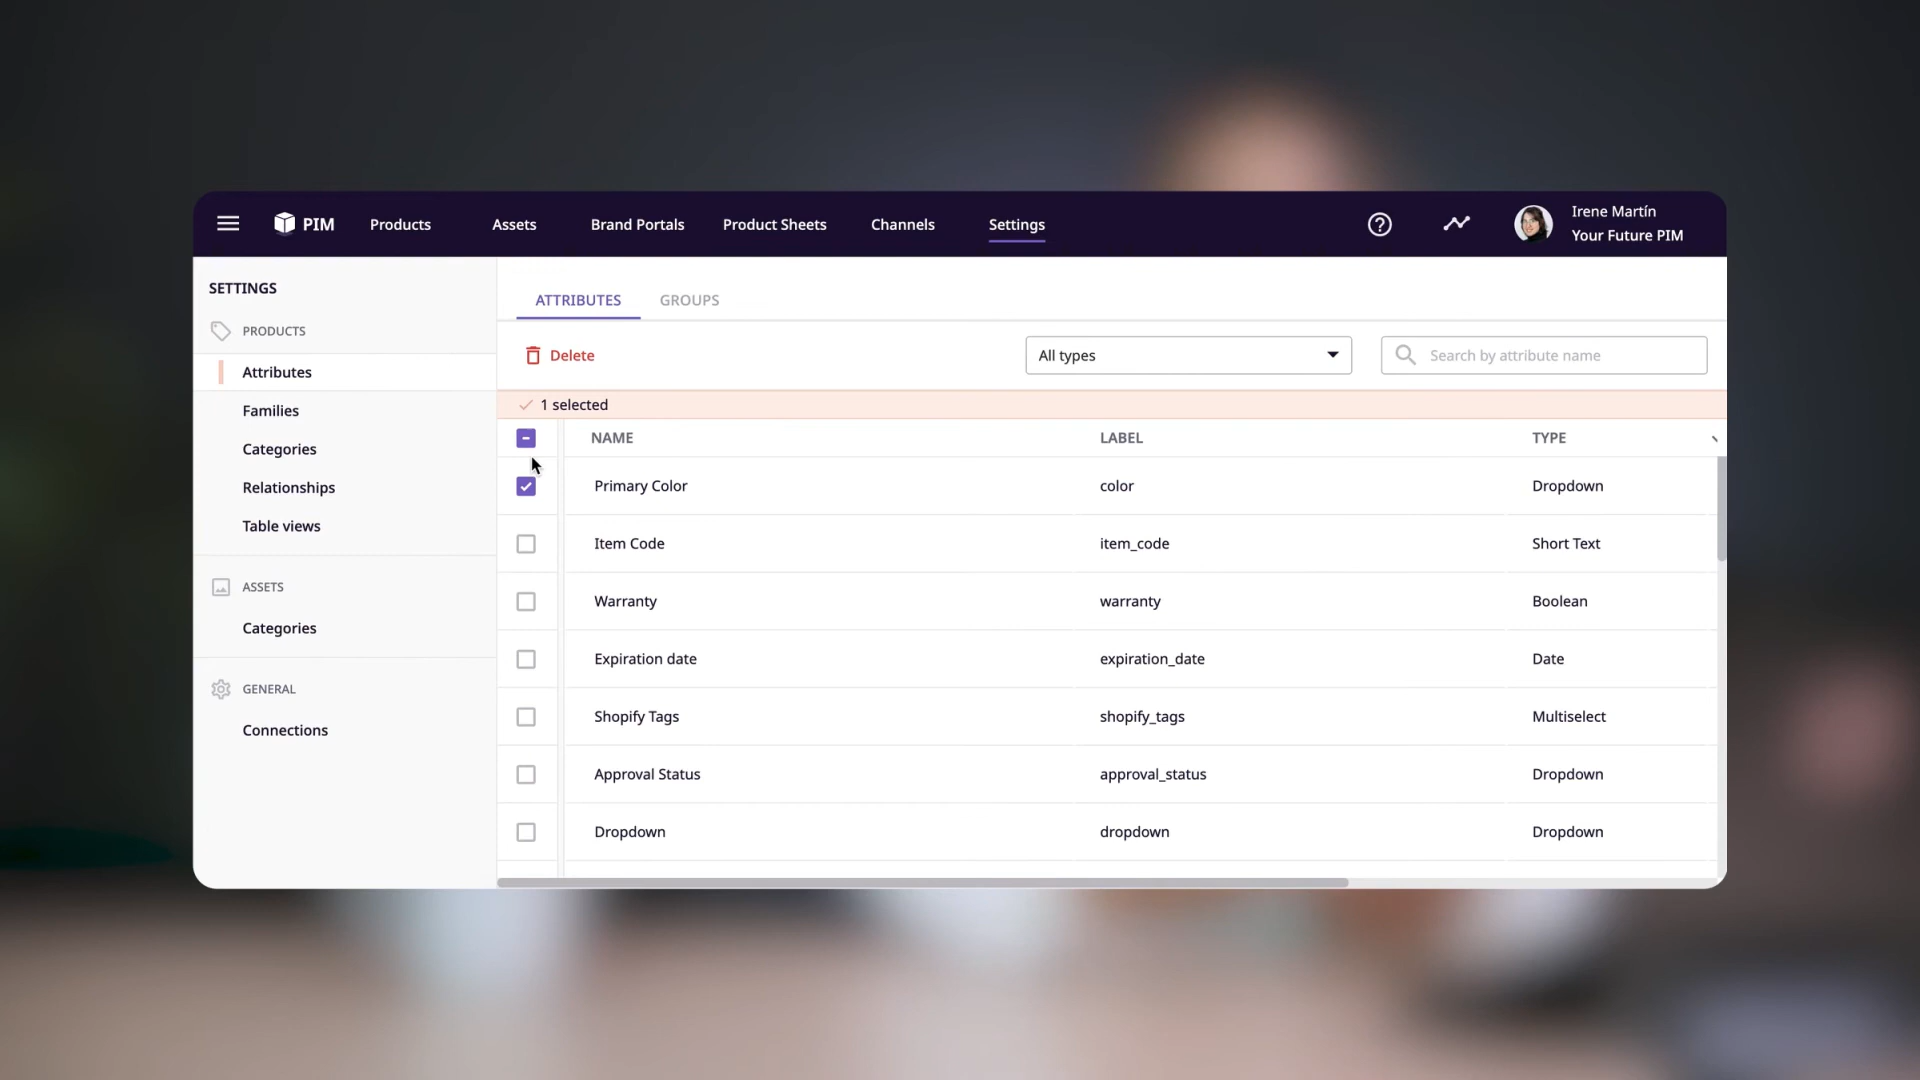 PIM
Products
Assets
Brand Portals
Product Sheets
Channels
Settings
Irene Martín
Your Future PIM
SETTINGS
PRODUCTS
Attributes
Families
Categories
Relationships
Table views
ASSETS
Categories
GENERAL
Connections
ATTRIBUTES
GROUPS
Delete
All types
Search by attribute name
1 selected
NAME LABEL TYPE
Primary Color color Dropdown
Item Code item_code Short Text
Warranty warranty Boolean
Expiration date expiration_date Date
Shopify Tags shopify_tags Multiselect
Approval Status approval_status Dropdown
Dropdown dropdown Dropdown